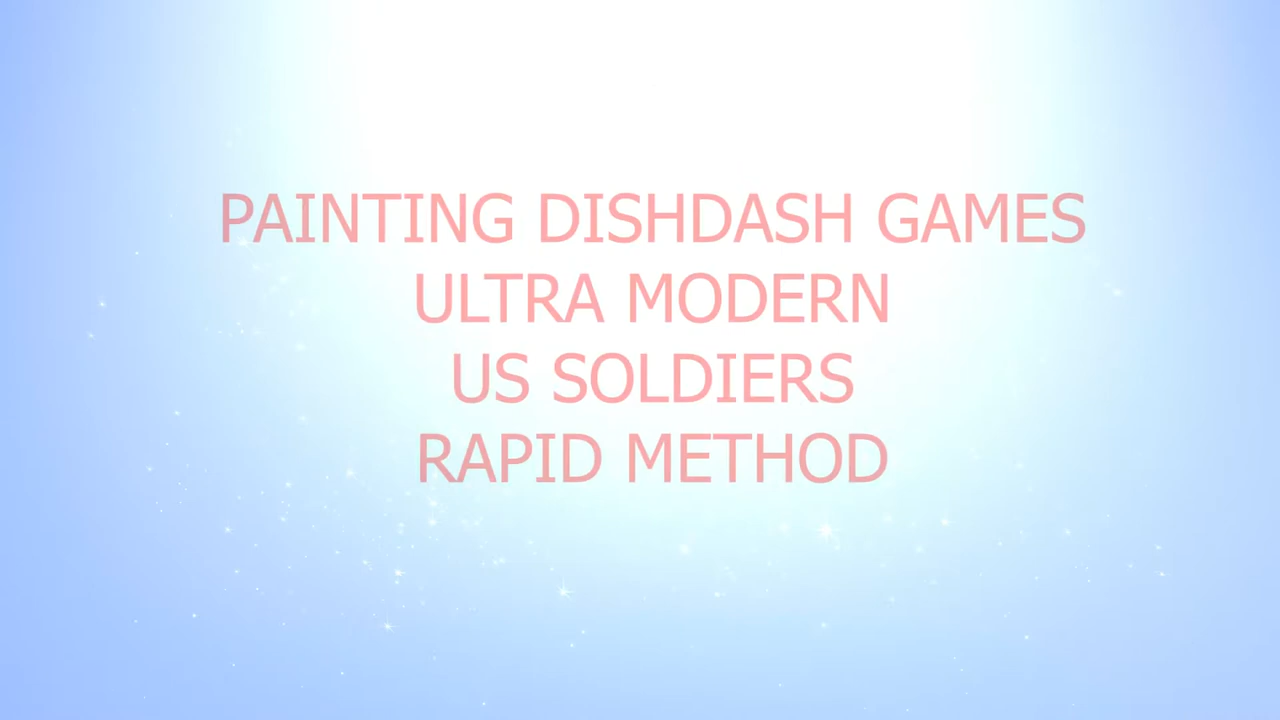 PAINTING DISHDASH GAMES
ULTRA MODERN
US SOLDIERS
RAPID METHOD